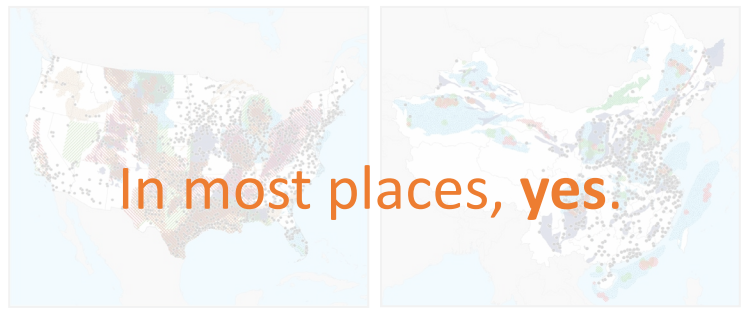 In most places, yes.